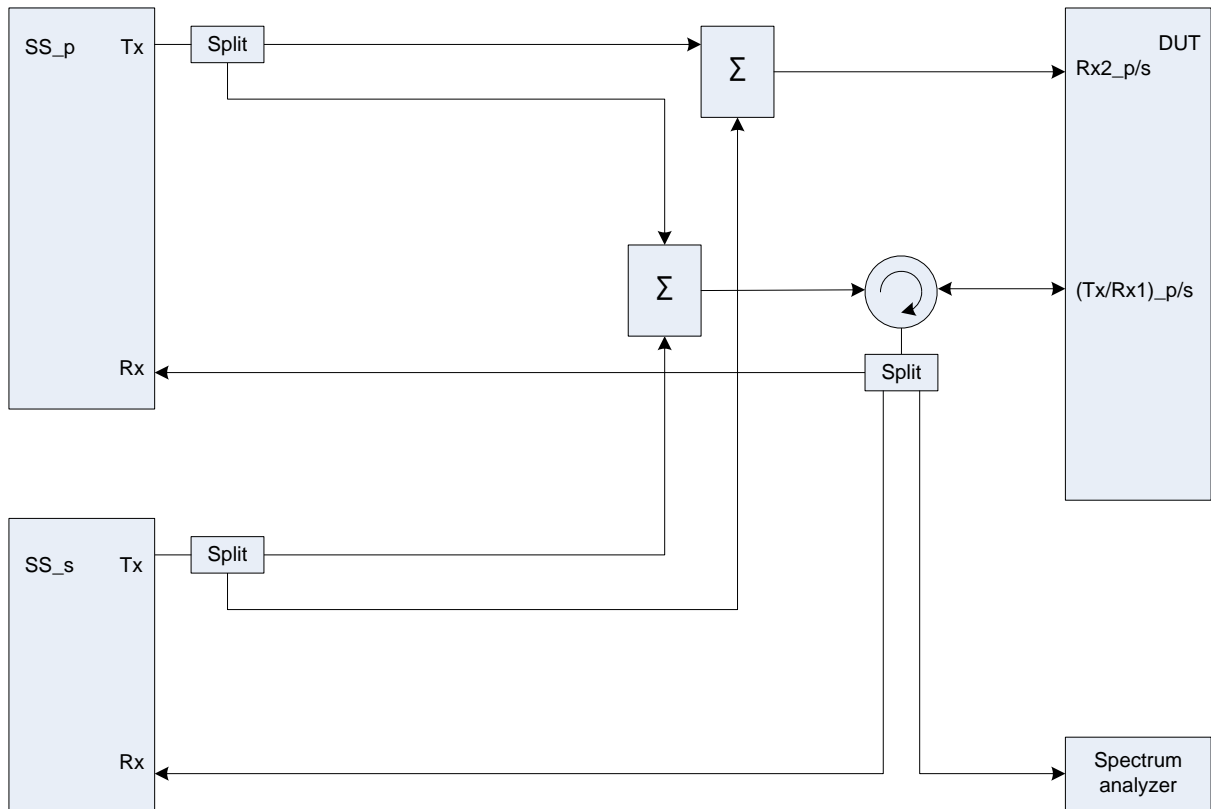 SS_p
Tx
Split
Σ
DUT
Rx2_p/s
Σ
(Tx/Rx1)_p/s
Rx
Split
SS_s
Tx
Split
Rx
Spectrum
analyzer